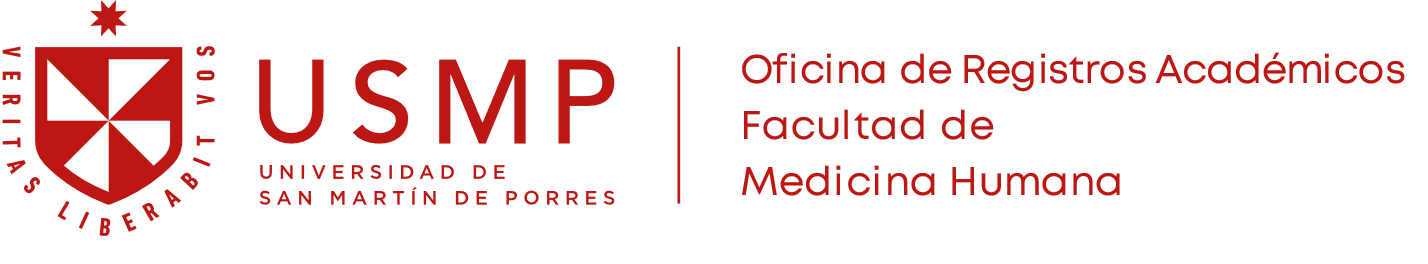 VERITAS LIBERABIT VOS
USMP
UNIVERSIDAD DE
SAN MARTÍN DE PORRES
Oficina de Registros Académicos
Facultad de
Medicina Humana